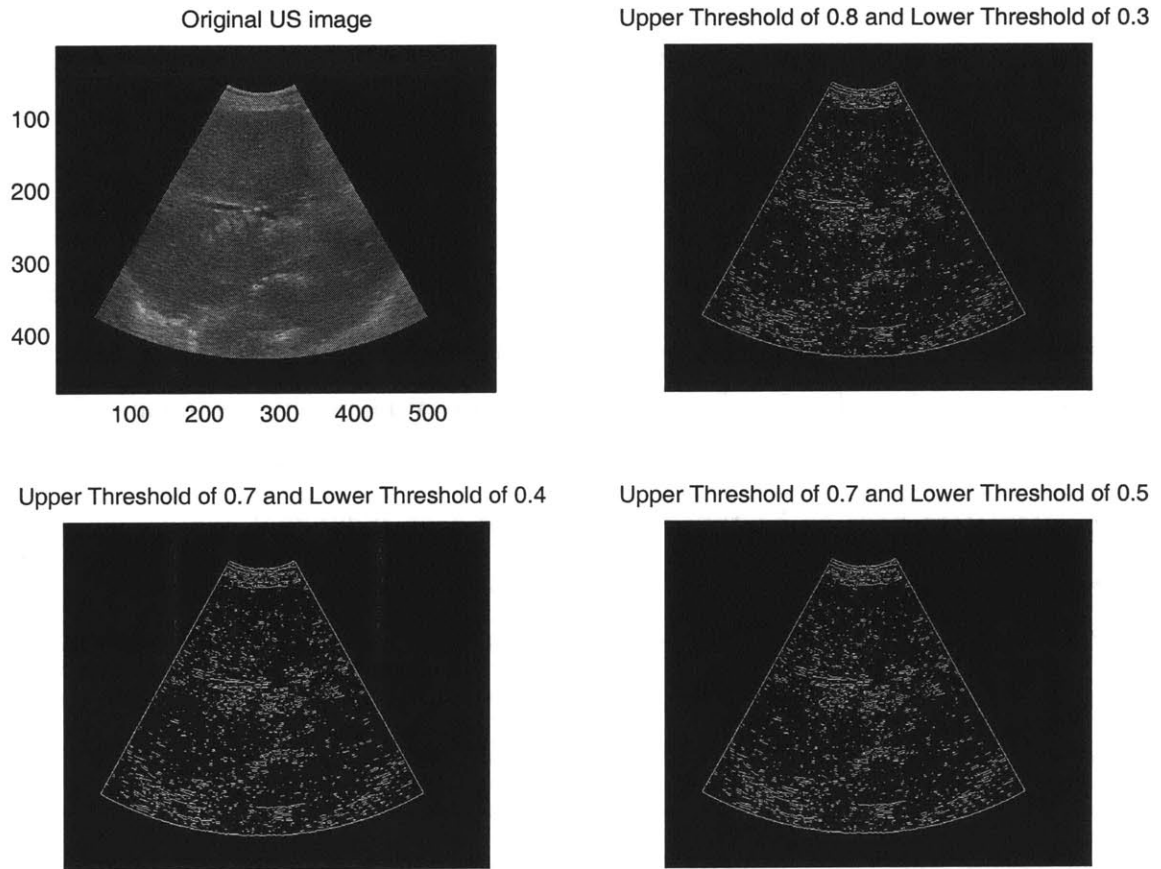 Original US image
Upper Threshold of 0.8 and Lower Threshold of 0.3
100
200
300
400
100 200 300 400 500
Upper Threshold of 0.7 and Lower Threshold of 0.4
Upper Threshold of 0.7 and Lower Threshold of 0.5